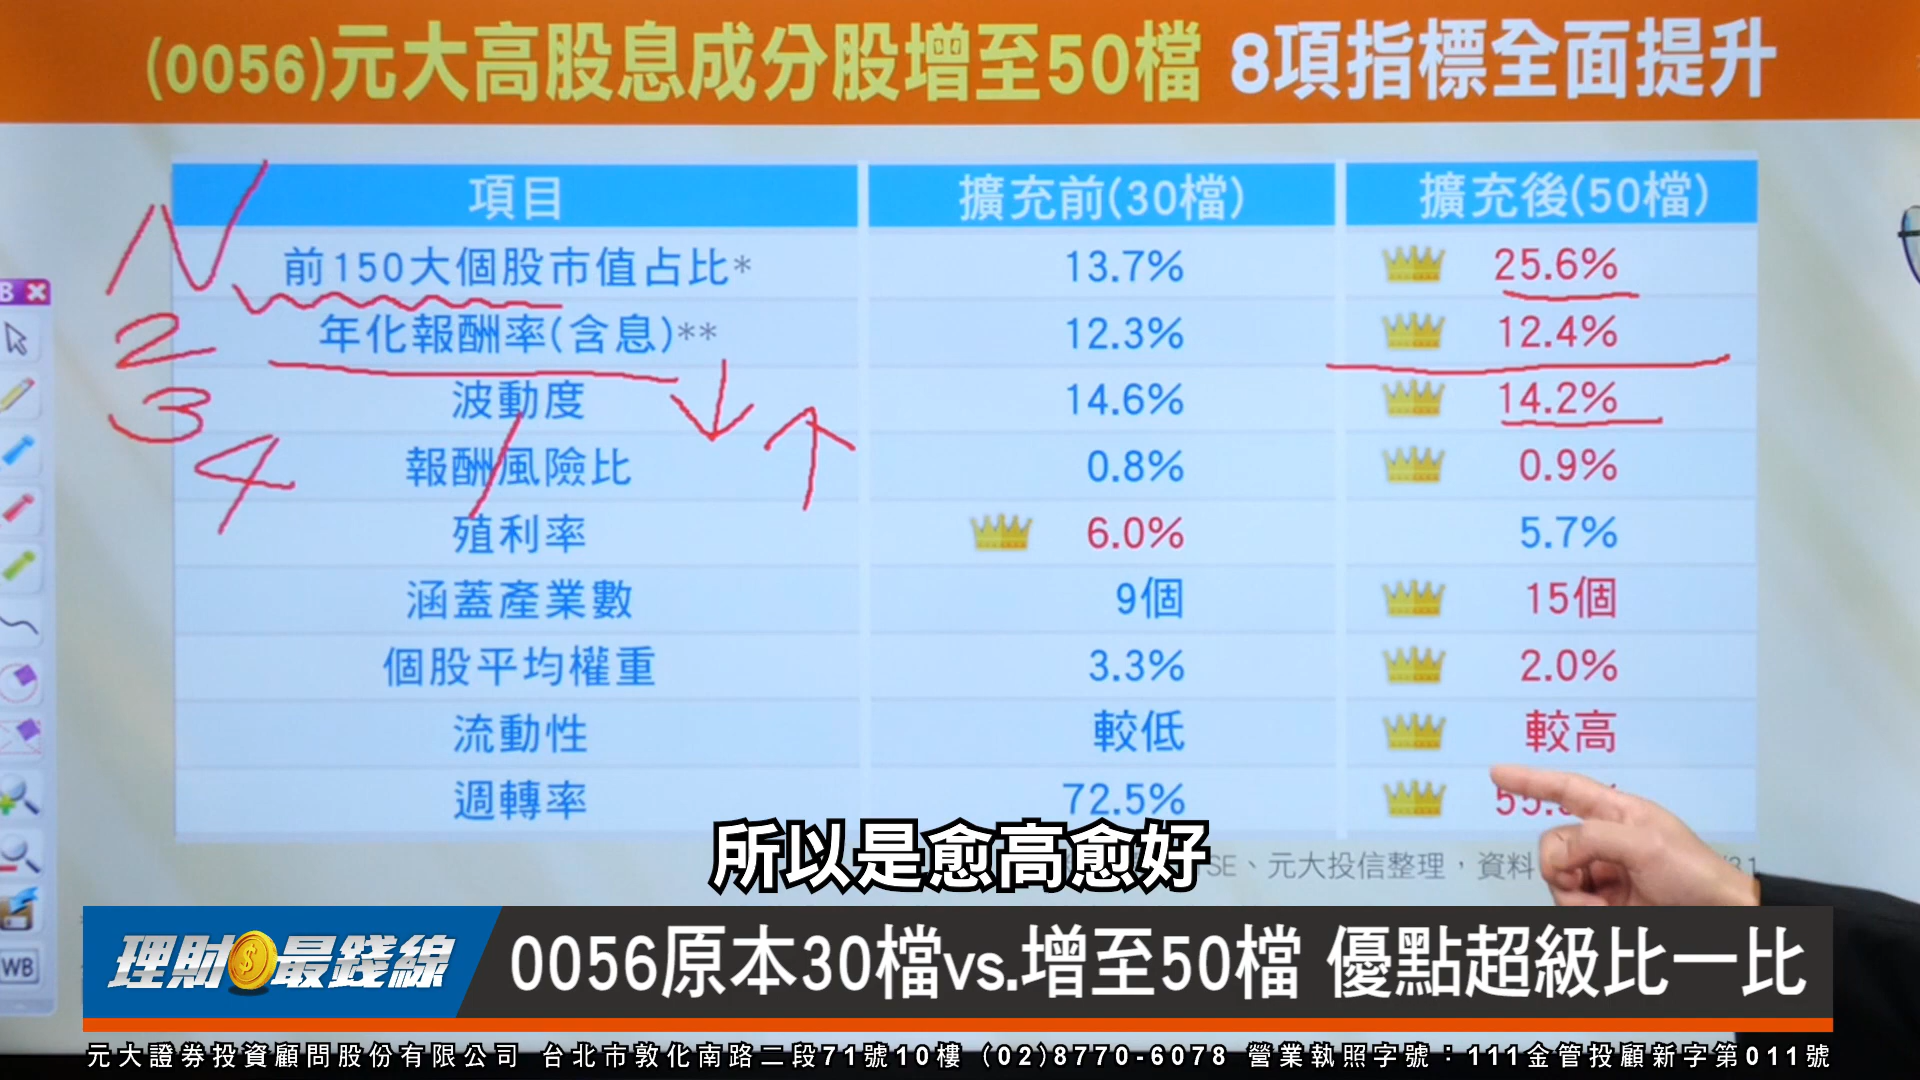 (0056)元大高股息成分股增至50檔 8項指標全面提升
項目 擴充前(30檔) 擴充後(50檔)
前150大個股市值占比* 13.7% 25.6%
年化報酬率(含息)** 12.3% 12.4%
波動度 14.6% 14.2%
報酬風險比 0.8% 0.9%
殖利率 6.0% 5.7%
涵蓋產業數 9個 15個
個股平均權重 3.3% 2.0%
流動性 較低 較高
週轉率 72.5%
N
2
3
4
B
WB
SE、元大投信整理，資料
所以是愈高愈好
理財最錢線
0056原本30檔vs.增至50檔 優點超級比一比
元大證券投資顧問股份有限公司 台北市敦化南路二段71號10樓 (02)8770-6078 營業執照字號：111金管投顧新字第011號